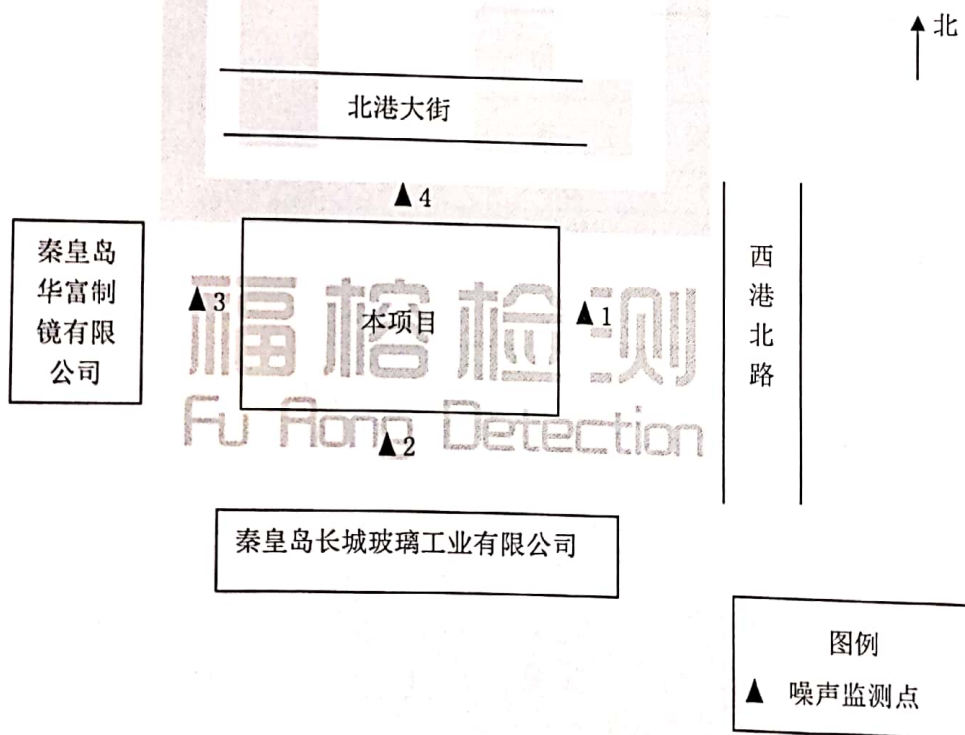 北
北港大街
▲4
秦皇岛
华富制
镜有限
公司
▲3
本项目
▲1
西
港
北
路
福榕检测
Fu Rong Detection
▲2
秦皇岛长城玻璃工业有限公司
图例
▲ 噪声监测点